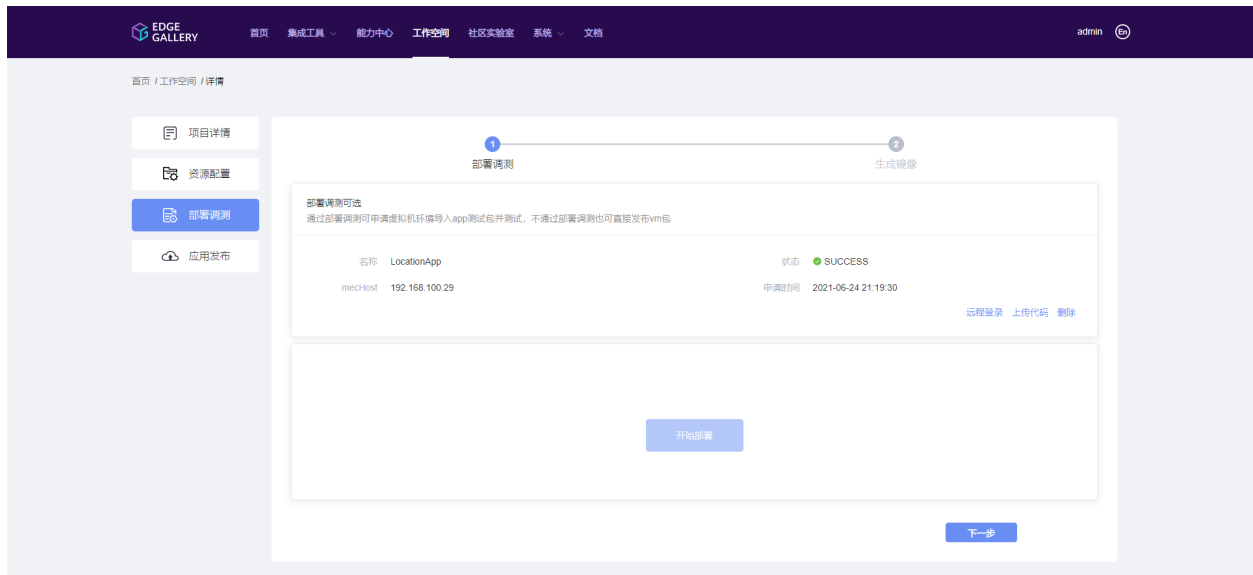 EDGE
GALLERY
首页 集成工具 能力中心 工作空间 社区实验室 系统 文档 admin En
首页 / 工作空间 / 详情
项目详情
资源配置
部署调测
应用发布
1 2
部署调测 生成镜像
部署调测可选
通过部署调测可申请虚拟机环境导入app测试包并测试，不通过部署调测也可直接发布vm包
名称 LocationApp 状态 SUCCESS
mecHost 192.168.100.29 申请时间 2021-06-24 21:19:30
远程登录 上传代码 删除
开始部署
下一步